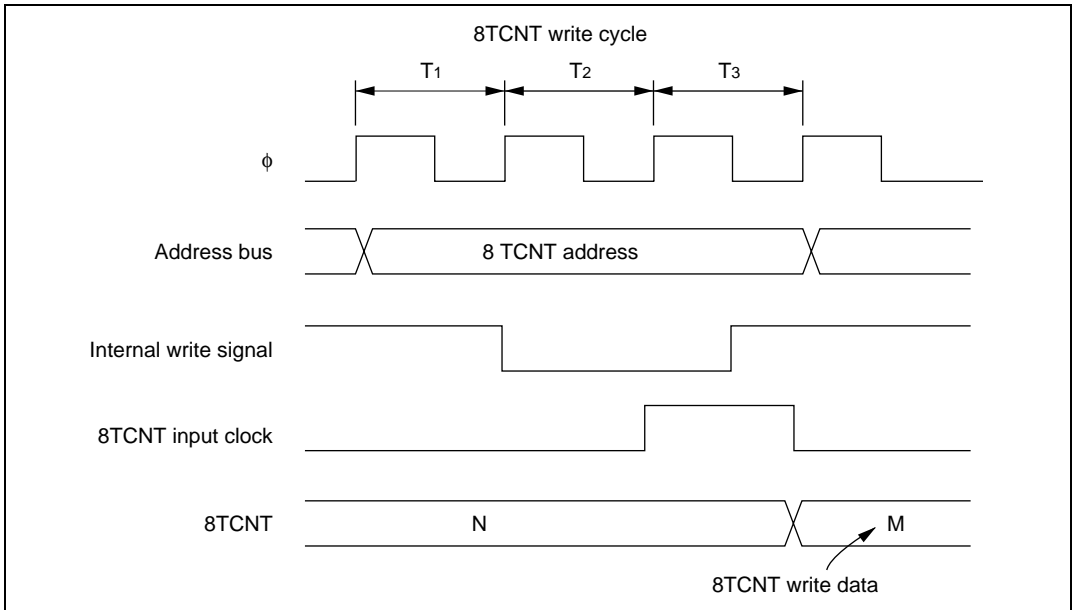 8TCNT write cycle
T1 T2 T3
ϕ
Address bus
8 TCNT address
Internal write signal
8TCNT input clock
8TCNT
N
M
8TCNT write data